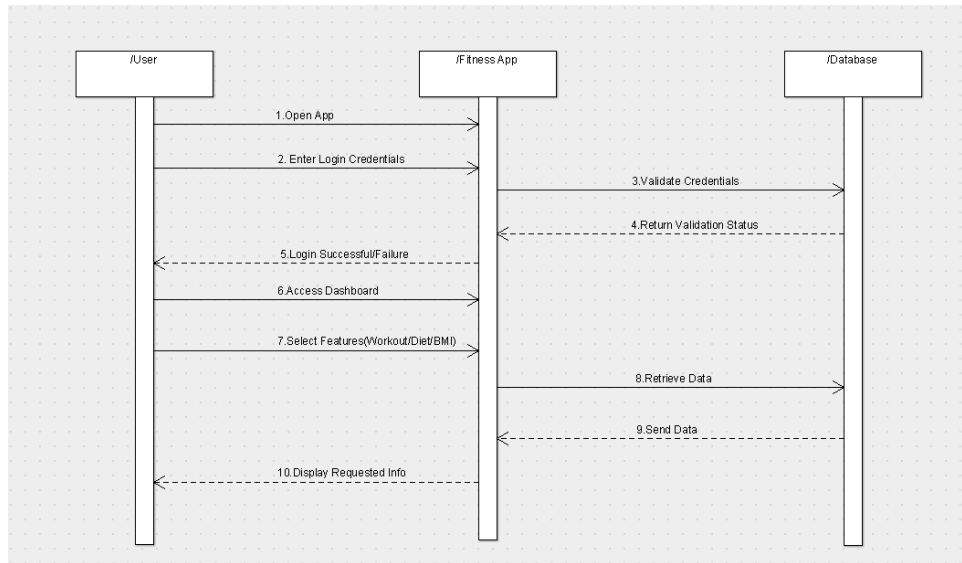 /User
/Fitness App
/Database
1.Open App
2. Enter Login Credentials
3.Validate Credentials
4.Return Validation Status
5.Login Successful/Failure
6.Access Dashboard
7.Select Features(Workout/Diet/BMI)
8.Retrieve Data
9.Send Data
10.Display Requested Info